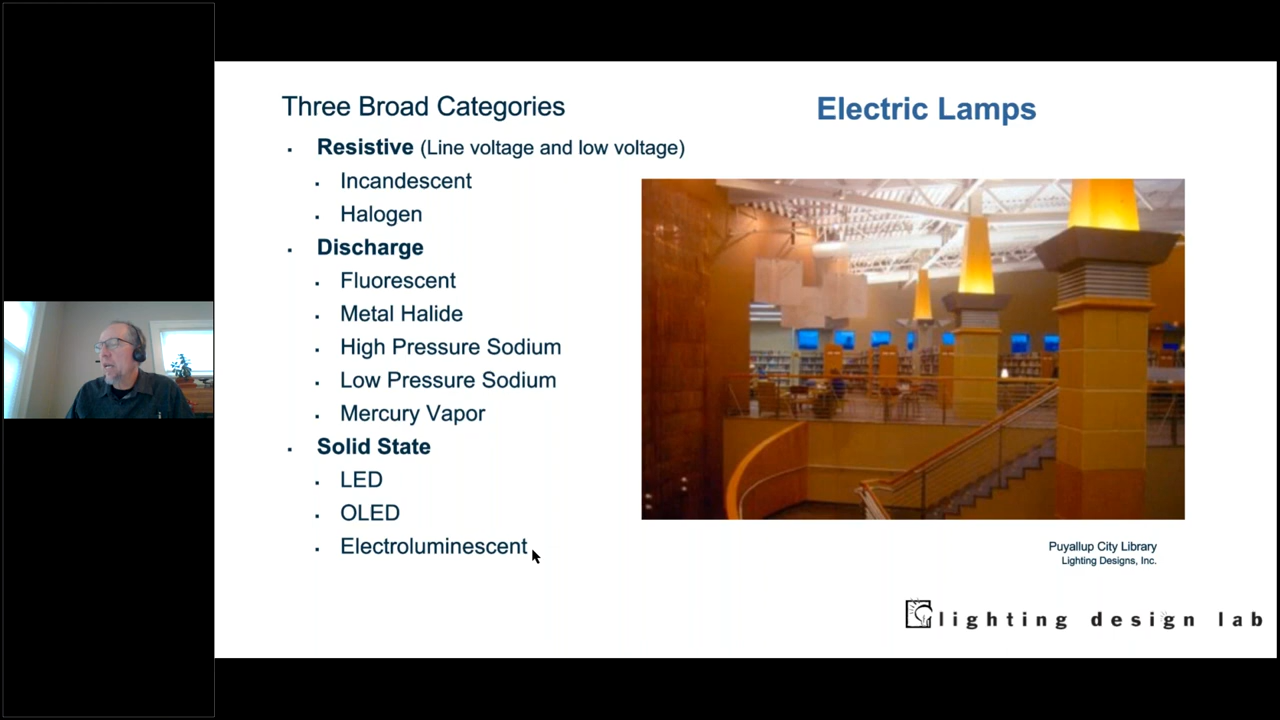 Three Broad Categories
Electric Lamps
Resistive (Line voltage and low voltage)
Incandescent
Halogen
Discharge
Fluorescent
Metal Halide
High Pressure Sodium
Low Pressure Sodium
Mercury Vapor
Solid State
LED
OLED
Electroluminescent
Puyallup City Library
Lighting Designs, Inc.
lighting design lab